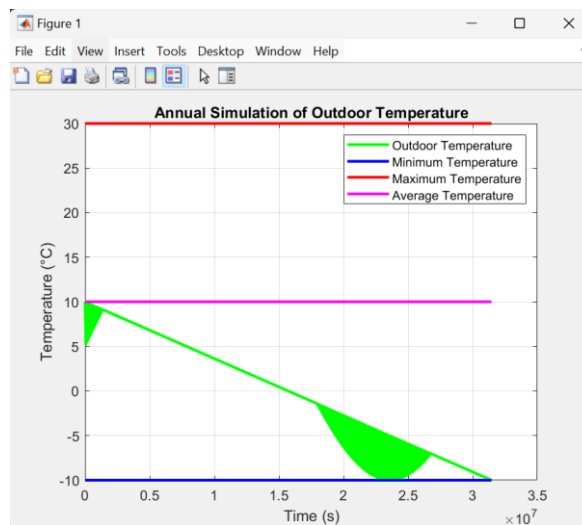 Figure 1
File Edit View Insert Tools Desktop Window Help
Annual Simulation of Outdoor Temperature
30
25
20
15
10
5
0
-5
-10
Temperature (°C)
Outdoor Temperature
Minimum Temperature
Maximum Temperature
Average Temperature
0 0.5 1 1.5 2 2.5 3 3.5
Time (s)
×10⁷